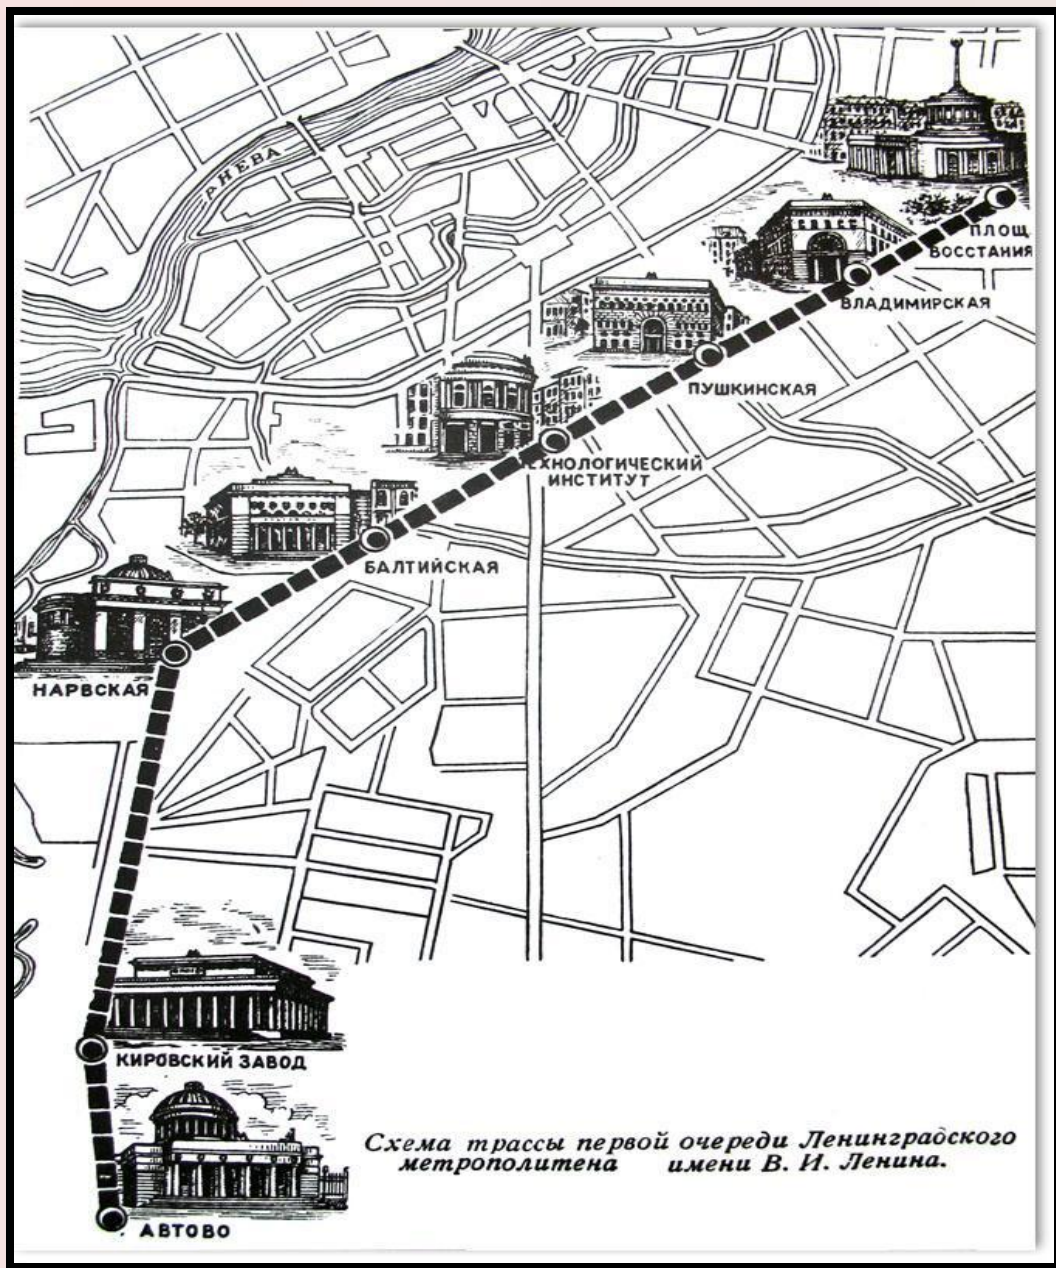 Р. НЕВА
ПЛОЩ.
ВОССТАНИЯ
ВЛАДИМИРСКАЯ
ПУШКИНСКАЯ
ТЕХНОЛОГИЧЕСКИЙ
ИНСТИТУТ
БАЛТИЙСКАЯ
НАРВСКАЯ
КИРОВСКИЙ ЗАВОД
АВТОВО
Схема трассы первой очереди Ленинградского
метрополитена имени В. И. Ленина.